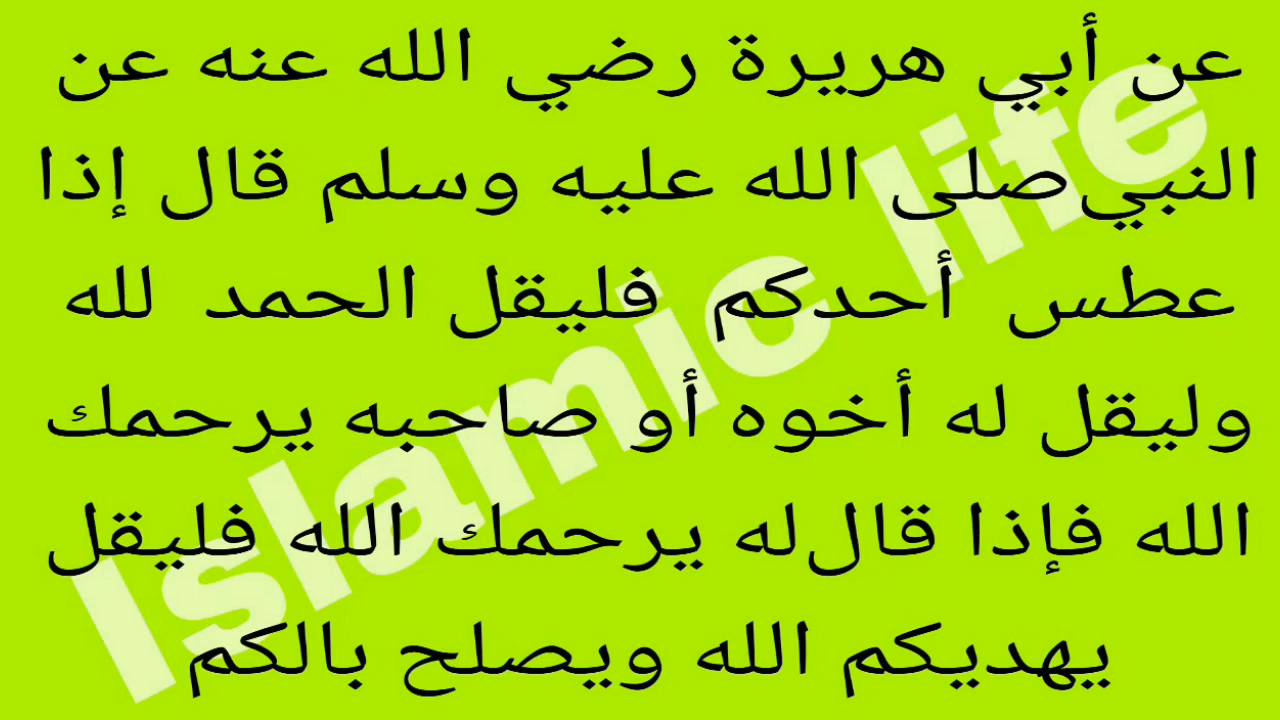 عن أبي هريرة رضي الله عنه عن
النبي صلى الله عليه وسلم قال إذا
عطس أحدكم فليقل الحمد لله
وليقل له أخوه أو صاحبه يرحمك
الله فإذا قال له يرحمك الله فليقل
يهديكم الله ويصلح بالكم
Islamic life